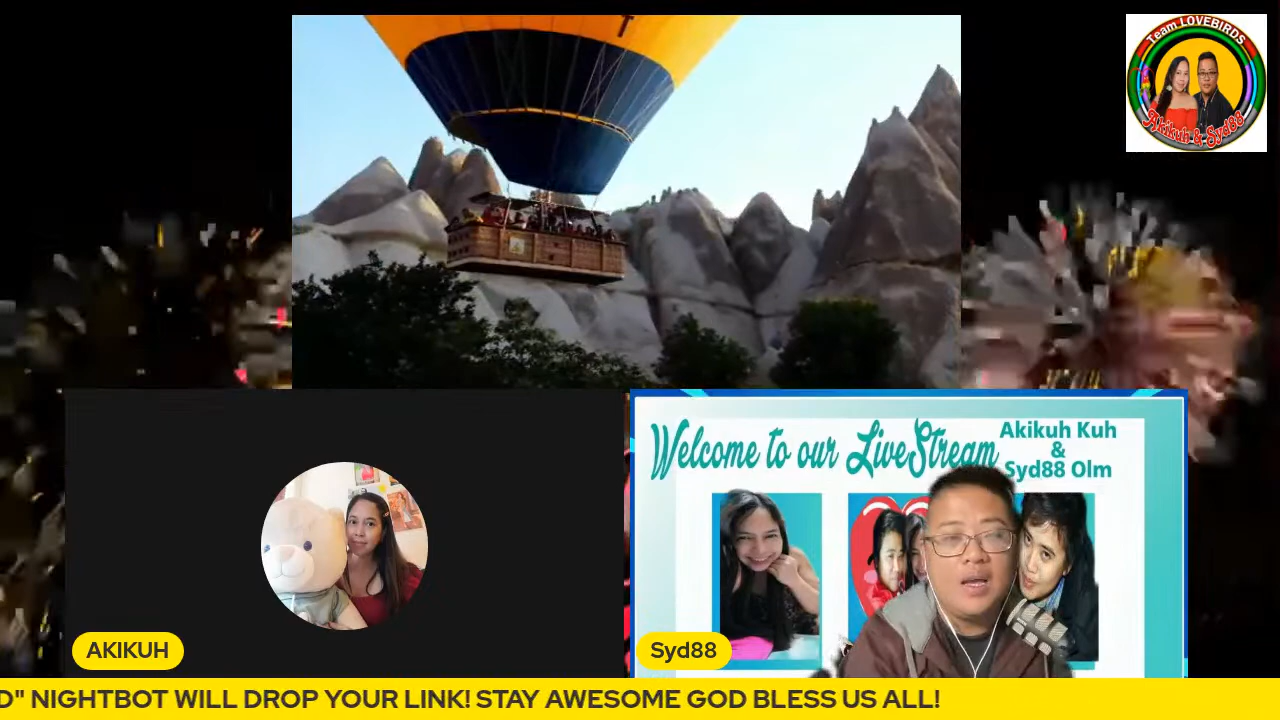 Team LOVEBIRDS
Akikuh & Syd88
Welcome to our LiveStream
Akikuh Kuh
&
Syd88 Olm
AKIKUH
Syd88
D" NIGHTBOT WILL DROP YOUR LINK! STAY AWESOME GOD BLESS US ALL!